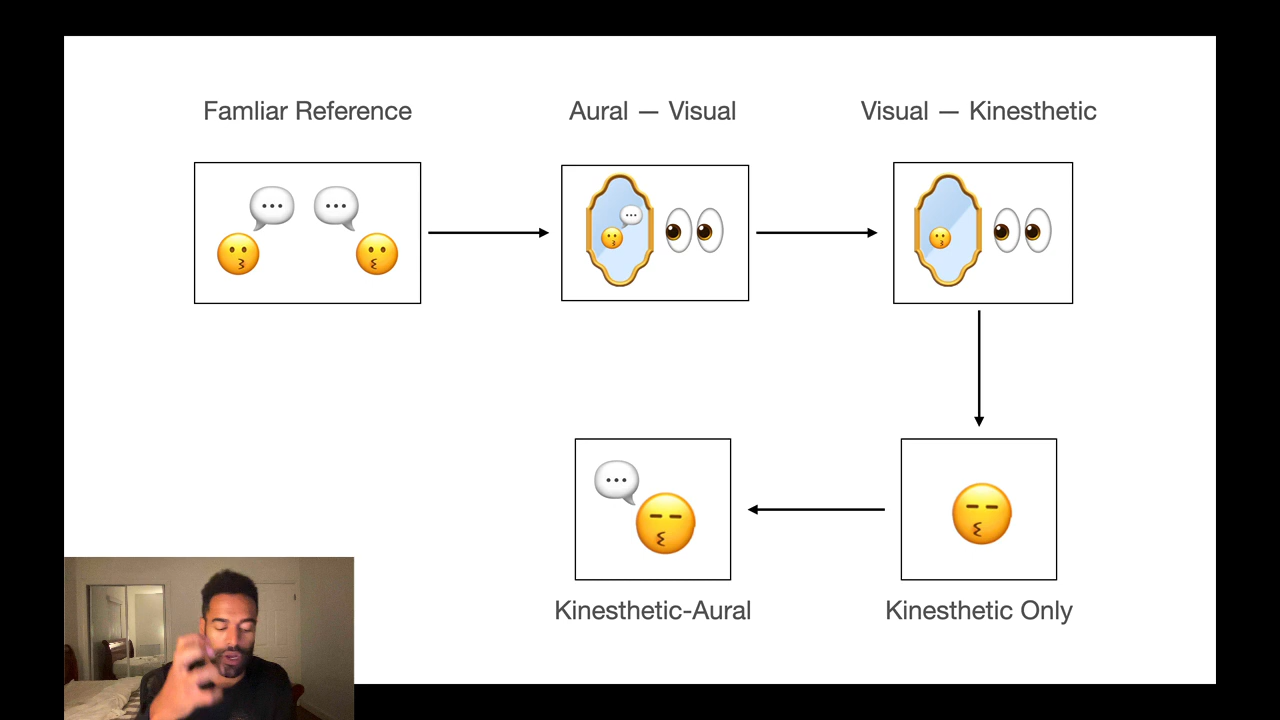 Famliar Reference
Aural — Visual
Visual — Kinesthetic
Kinesthetic-Aural
Kinesthetic Only